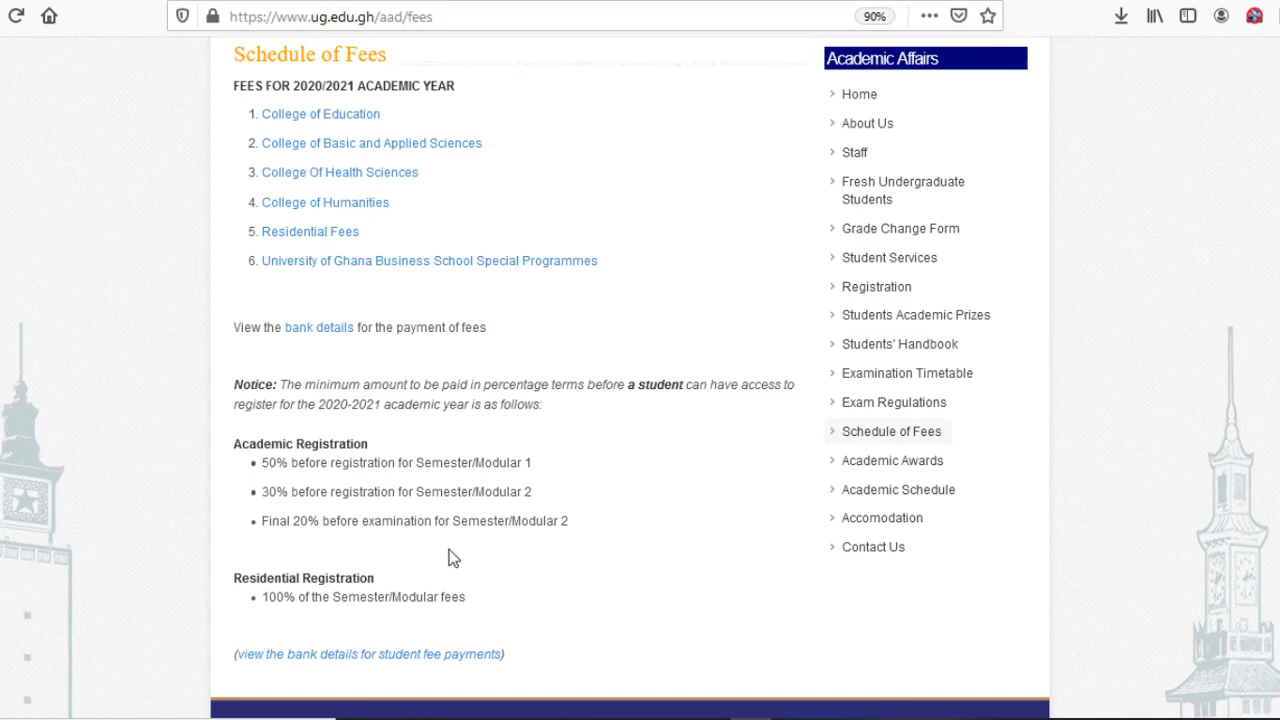 https://www.ug.edu.gh/aad/fees
90%
Schedule of Fees
FEES FOR 2020/2021 ACADEMIC YEAR
1. College of Education
2. College of Basic and Applied Sciences
3. College Of Health Sciences
4. College of Humanities
5. Residential Fees
6. University of Ghana Business School Special Programmes
View the bank details for the payment of fees
Notice: The minimum amount to be paid in percentage terms before a student can have access to
register for the 2020-2021 academic year is as follows:
Academic Registration
50% before registration for Semester/Modular 1
30% before registration for Semester/Modular 2
Final 20% before examination for Semester/Modular 2
Residential Registration
100% of the Semester/Modular fees
(view the bank details for student fee payments)
Academic Affairs
Home
About Us
Staff
Fresh Undergraduate
Students
Grade Change Form
Student Services
Registration
Students Academic Prizes
Students' Handbook
Examination Timetable
Exam Regulations
Schedule of Fees
Academic Awards
Academic Schedule
Accomodation
Contact Us